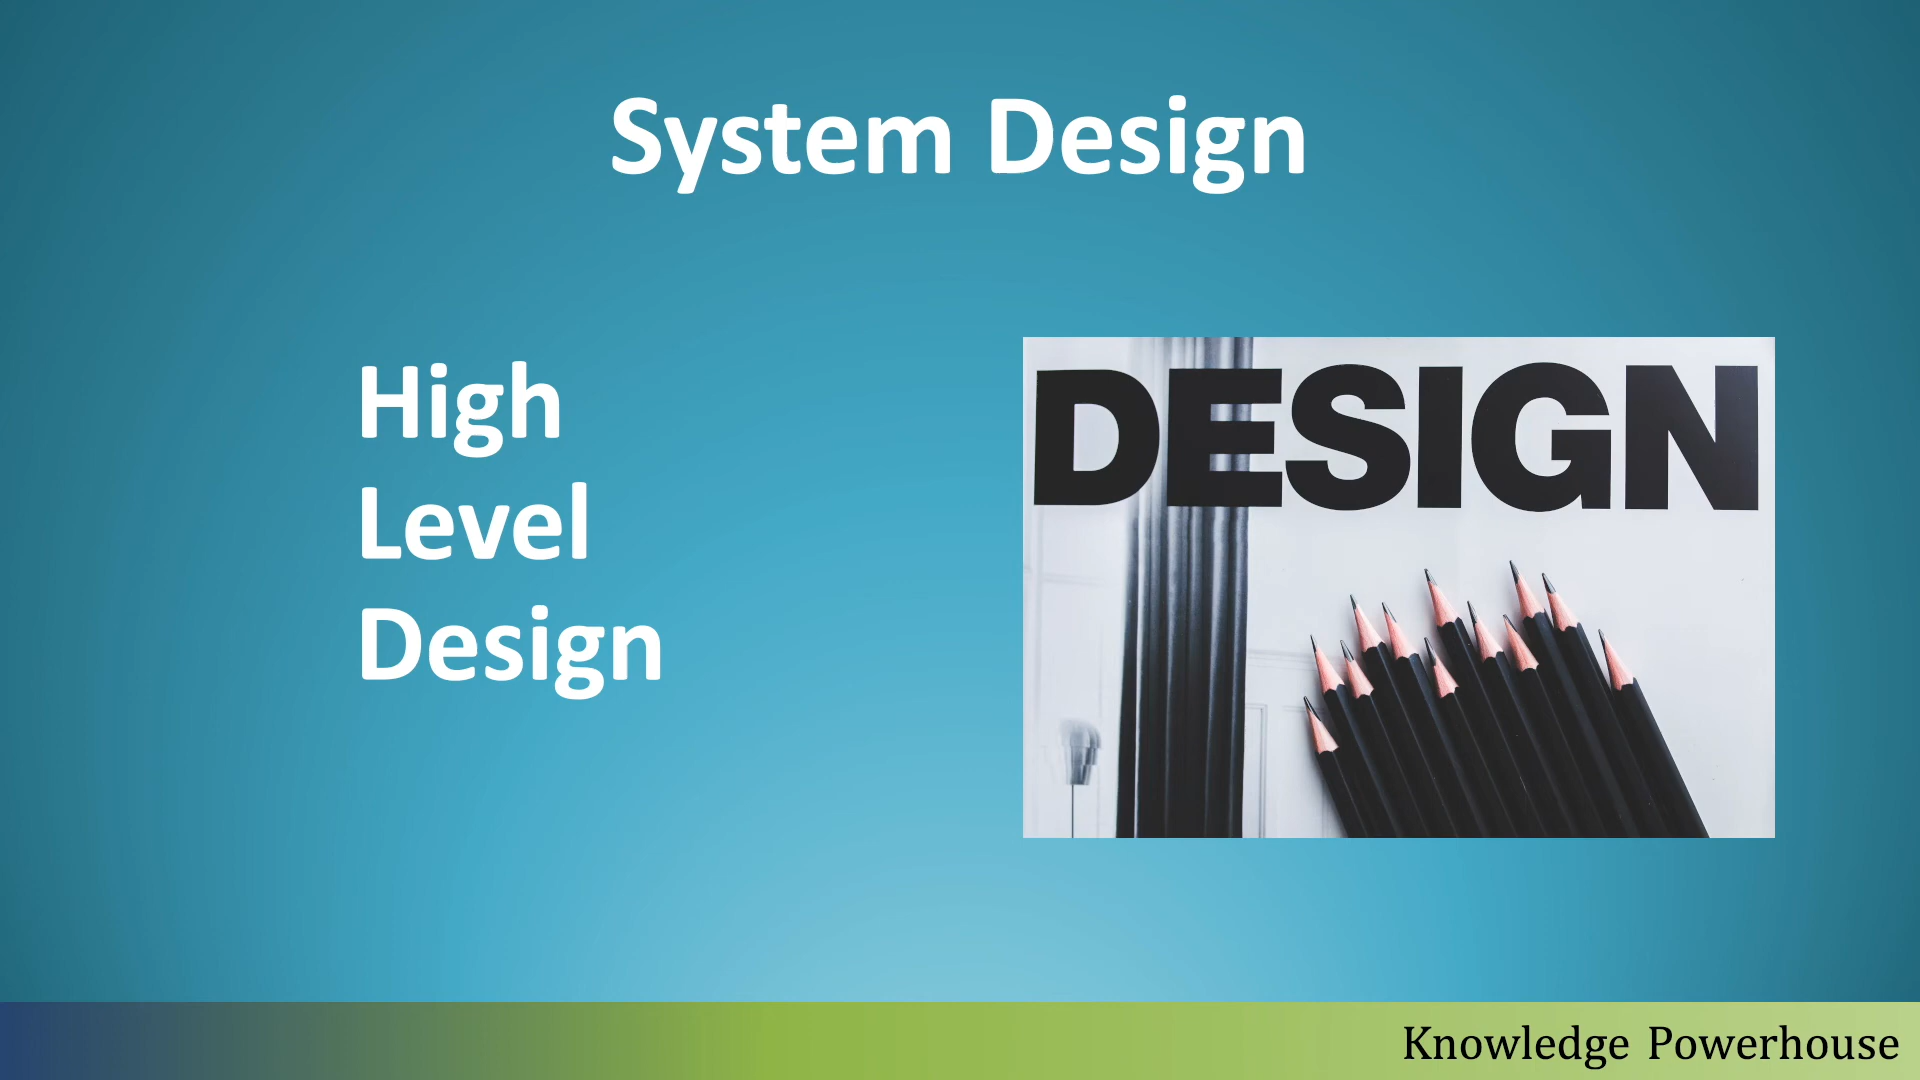 System Design
High
Level
Design
DESIGN
Knowledge Powerhouse